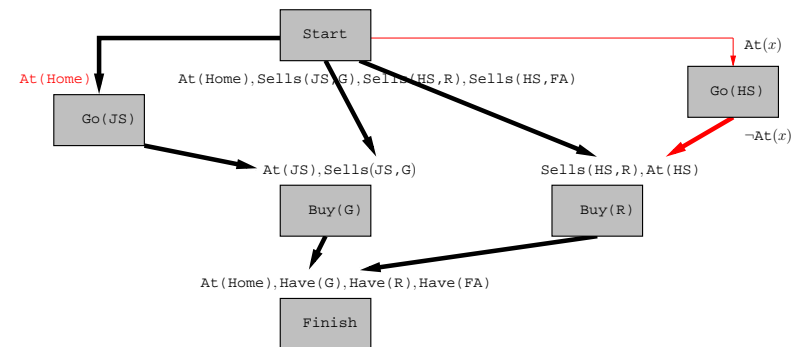 Start
At(x)
At(Home)
At(Home),Sells(JS,G),Sells(HS,R),Sells(HS,FA)
Go(JS)
Go(HS)
¬At(x)
At(JS),Sells(JS,G)
Sells(HS,R),At(HS)
Buy(G)
Buy(R)
At(Home),Have(G),Have(R),Have(FA)
Finish